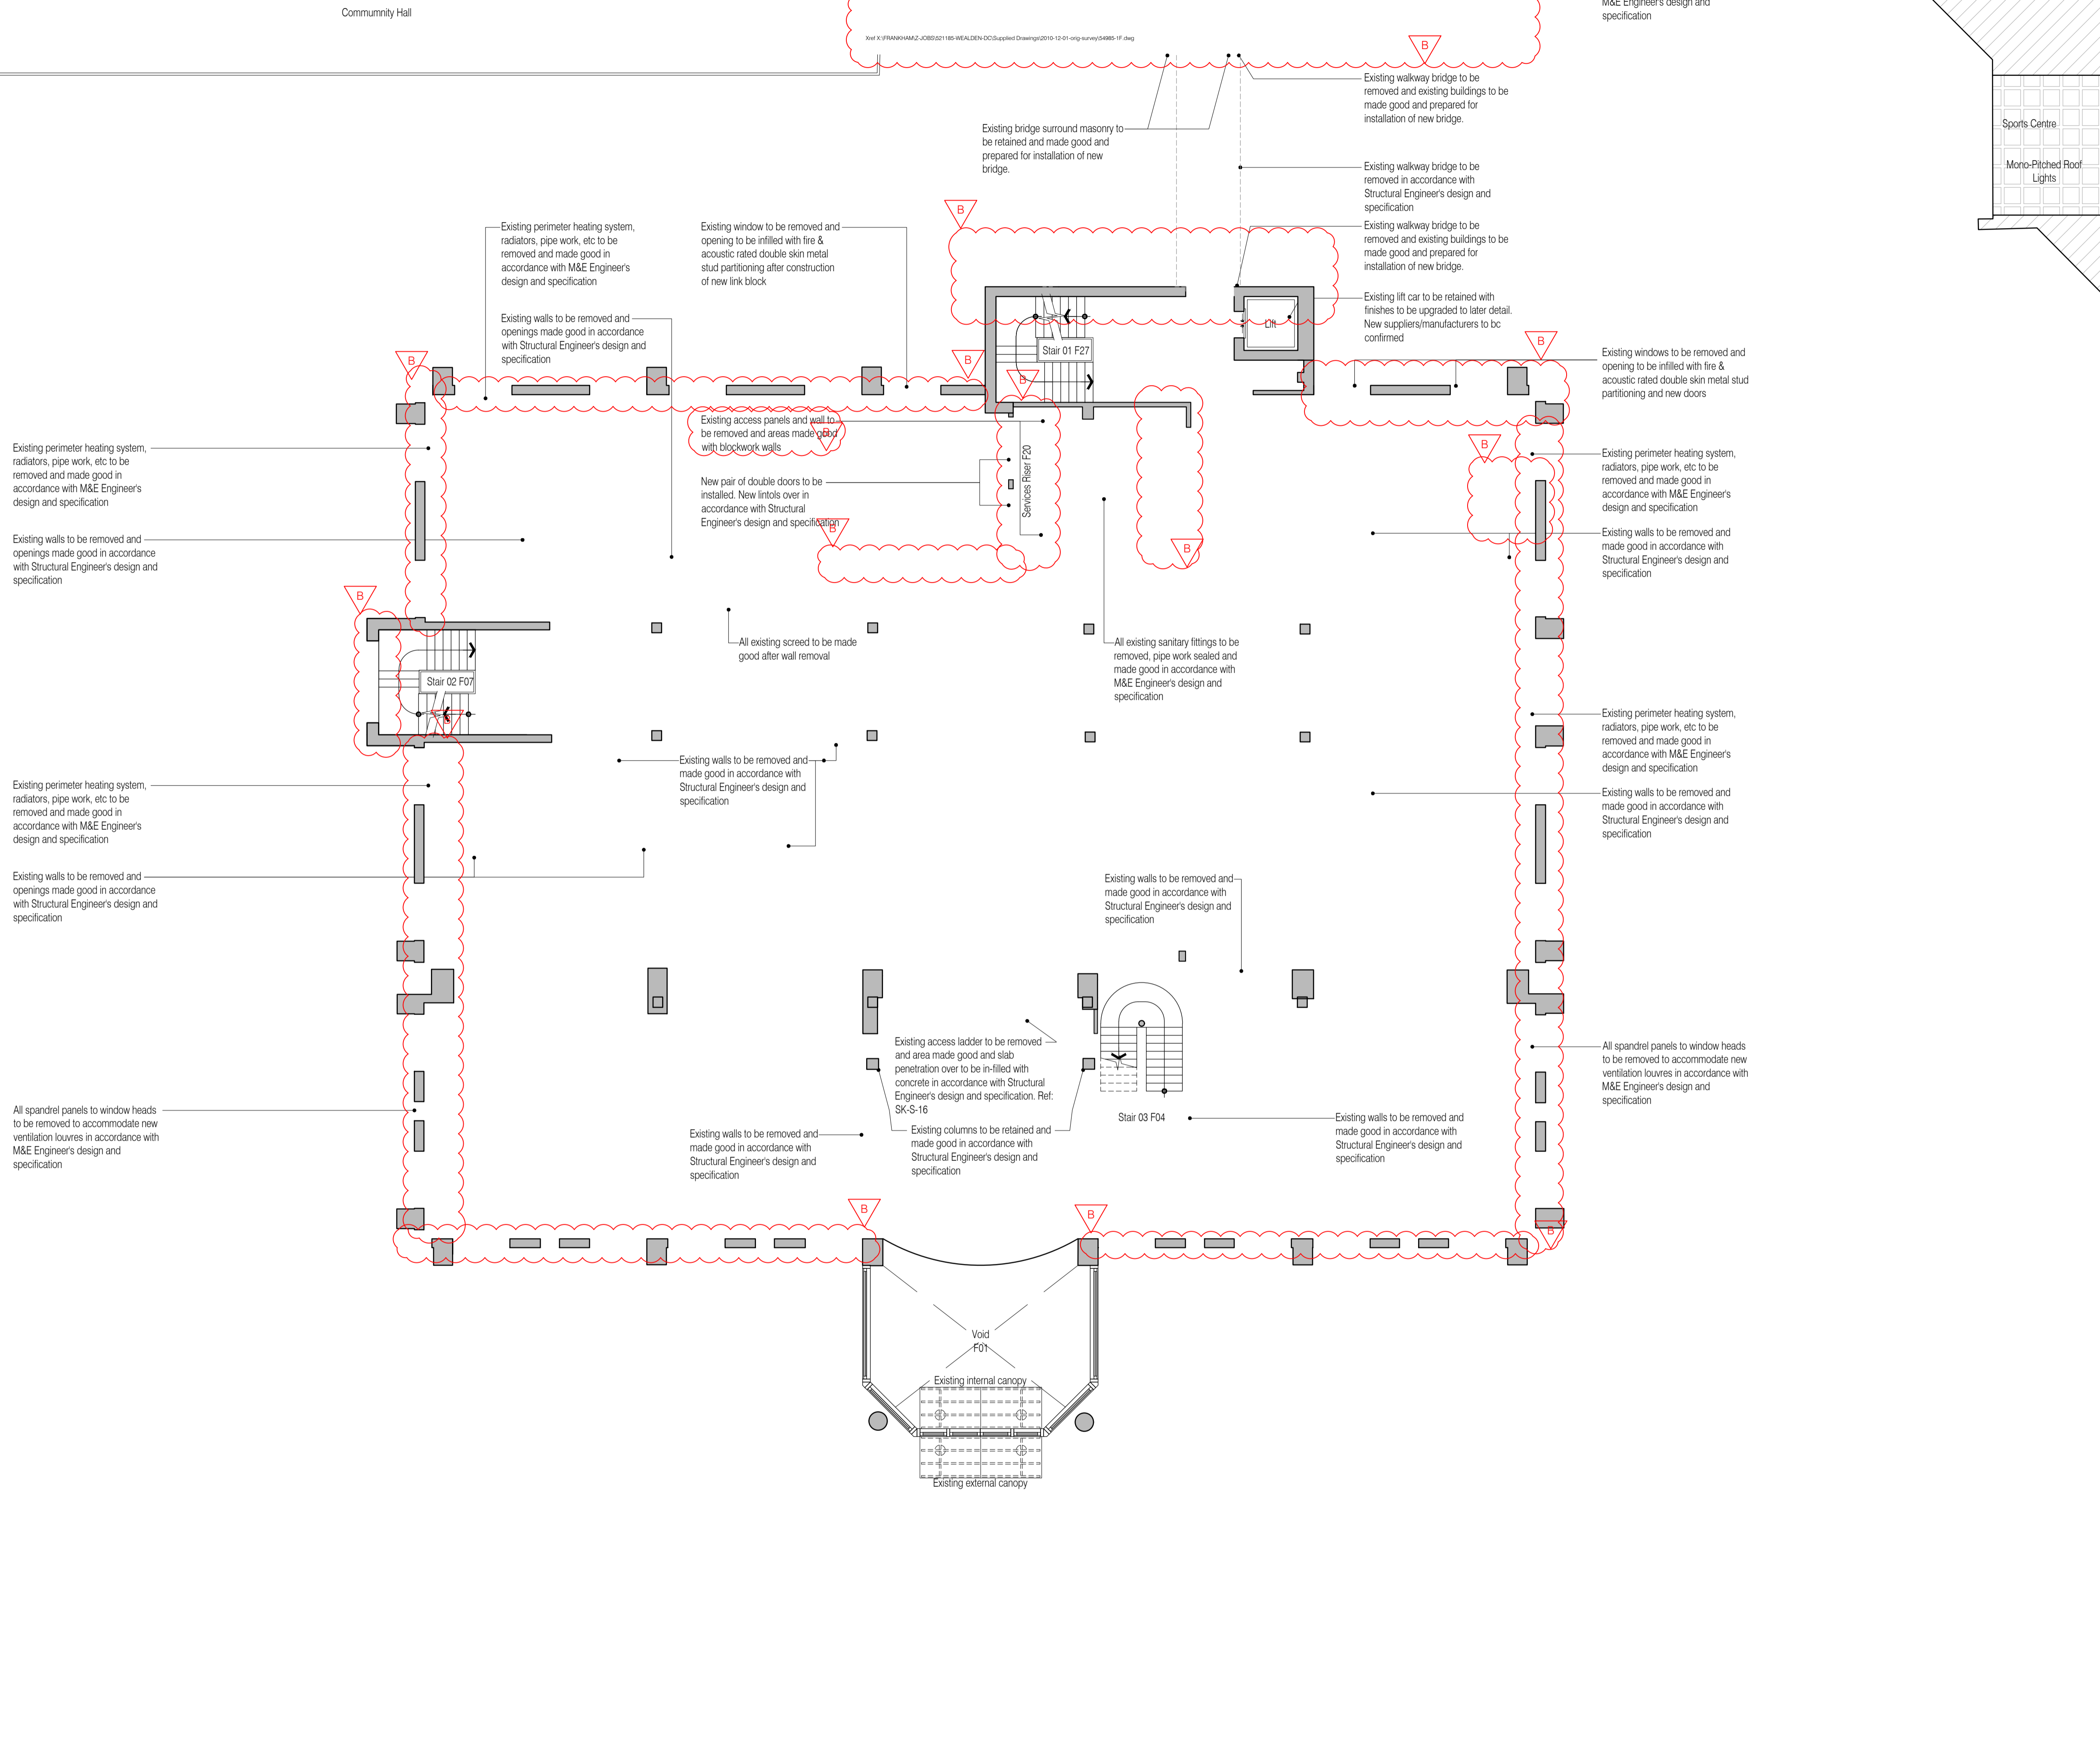 Commumnity Hall
M&E Engineer's design and
specification
Xref X:\FRANKHAM\Z-JOBS\521185-WEALDEN-DC\Supplied Drawings\2010-12-01-orig-survey\54985-1F.dwg
B
Existing walkway bridge to be
removed and existing buildings to be
made good and prepared for
installation of new bridge.
Existing bridge surround masonry to
be retained and made good and
prepared for installation of new
bridge.
Sports Centre
Mono-Pitched Roof
Lights
Existing walkway bridge to be
removed in accordance with
Structural Engineer's design and
specification
B
Existing perimeter heating system,
radiators, pipe work, etc to be
removed and made good in
accordance with M&E Engineer's
design and specification
Existing window to be removed and
opening to be infilled with fire &
acoustic rated double skin metal
stud partitioning after construction
of new link block
Existing walkway bridge to be
removed and existing buildings to be
made good and prepared for
installation of new bridge.
Existing lift car to be retained with
finishes to be upgraded to later detail.
New suppliers/manufacturers to bc
confirmed
Lift
Existing walls to be removed and
openings made good in accordance
with Structural Engineer's design and
specification
Stair 01 F27
B
B
B
B
Existing windows to be removed and
opening to be infilled with fire &
acoustic rated double skin metal stud
partitioning and new doors
Existing access panels and wall to
be removed and areas made good
with blockwork walls
B
B
Existing perimeter heating system,
radiators, pipe work, etc to be
removed and made good in
accordance with M&E Engineer's
design and specification
Existing perimeter heating system,
radiators, pipe work, etc to be
removed and made good in
accordance with M&E Engineer's
design and specification
New pair of double doors to be
installed. New lintols over in
accordance with Structural
Engineer's design and specification
B
Services Riser F20
B
Existing walls to be removed and
openings made good in accordance
with Structural Engineer's design and
specification
Existing walls to be removed and
made good in accordance with
Structural Engineer's design and
specification
B
All existing screed to be made
good after wall removal
All existing sanitary fittings to be
removed, pipe work sealed and
made good in accordance with
M&E Engineer's design and
specification
Stair 02 F07
B
Existing perimeter heating system,
radiators, pipe work, etc to be
removed and made good in
accordance with M&E Engineer's
design and specification
Existing walls to be removed and
made good in accordance with
Structural Engineer's design and
specification
Existing perimeter heating system,
radiators, pipe work, etc to be
removed and made good in
accordance with M&E Engineer's
design and specification
Existing walls to be removed and
made good in accordance with
Structural Engineer's design and
specification
Existing walls to be removed and
openings made good in accordance
with Structural Engineer's design and
specification
Existing walls to be removed and
made good in accordance with
Structural Engineer's design and
specification
Existing access ladder to be removed
and area made good and slab
penetration over to be in-filled with
concrete in accordance with Structural
Engineer's design and specification. Ref:
SK-S-16
All spandrel panels to window heads
to be removed to accommodate new
ventilation louvres in accordance with
M&E Engineer's design and
specification
All spandrel panels to window heads
to be removed to accommodate new
ventilation louvres in accordance with
M&E Engineer's design and
specification
Stair 03 F04
Existing walls to be removed and
made good in accordance with
Structural Engineer's design and
specification
Existing columns to be retained and
made good in accordance with
Structural Engineer's design and
specification
Existing walls to be removed and
made good in accordance with
Structural Engineer's design and
specification
B
B
B
Void
F01
Existing internal canopy
Existing external canopy